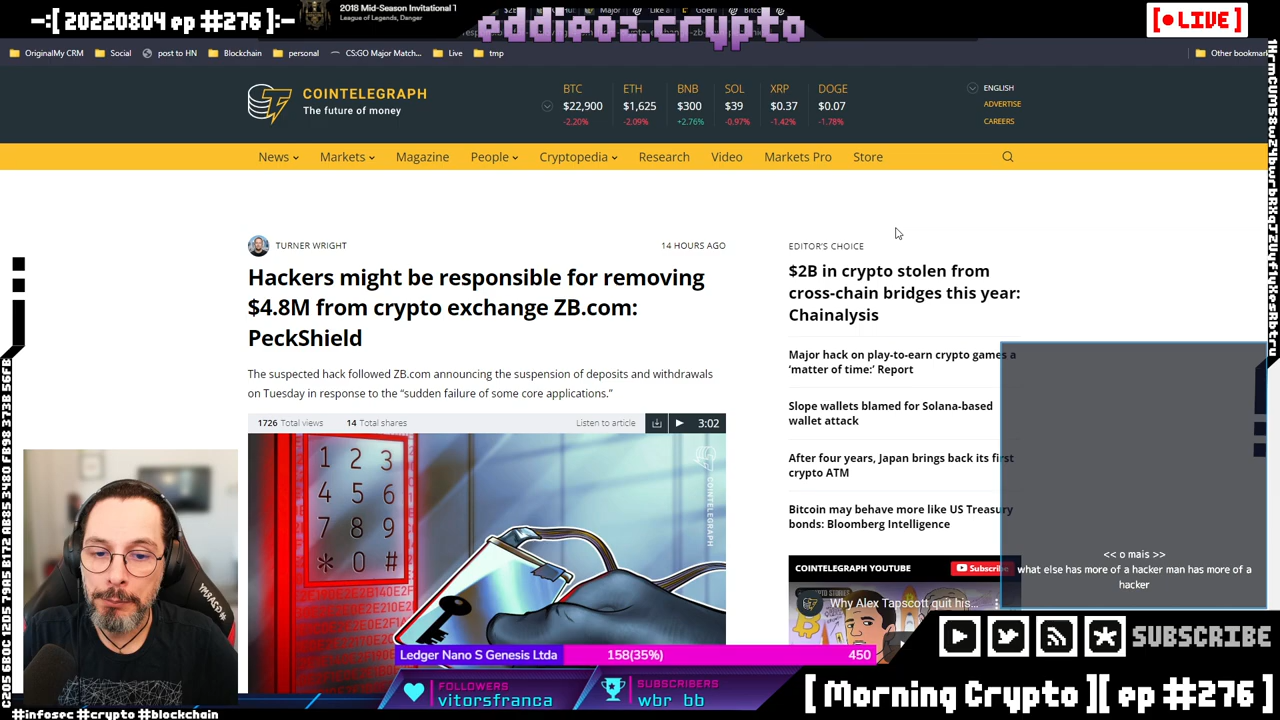 -:[ 20220804 ep #276 ]:-
2018 Mid-Season Invitational T
League of Legends, Danger
eddieoz.crypto
[●LIVE]
OriginalMy CRM
Social
post to HN
Blockchain
personal
CS:GO Major Match...
Live
tmp
Other bookmar
COINTELEGRAPH
The future of money
BTC ETH BNB SOL XRP DOGE
$22,900 $1,625 $300 $39 $0.37 $0.07
-2.20% -2.09% +2.76% -0.97% -1.42% -1.78%
ENGLISH
ADVERTISE
CAREERS
News Markets Magazine People Cryptopedia Research Video Markets Pro Store
TURNER WRIGHT
14 HOURS AGO
Hackers might be responsible for removing
$4.8M from crypto exchange ZB.com:
PeckShield
The suspected hack followed ZB.com announcing the suspension of deposits and withdrawals
on Tuesday in response to the “sudden failure of some core applications.”
1726 Total views 14 Total shares Listen to article 3:02
1 2 3
4 5 6
7 8 9
* 0 #
COINTELEGRAPH
EDITOR'S CHOICE
$2B in crypto stolen from
cross-chain bridges this year:
Chainalysis
Major hack on play-to-earn crypto games a
‘matter of time:’ Report
Slope wallets blamed for Solana-based
wallet attack
After four years, Japan brings back its first
crypto ATM
Bitcoin may behave more like US Treasury
bonds: Bloomberg Intelligence
COINTELEGRAPH YOUTUBE
Subscribe
Why Alex Tapscott quit his...
<< o mais >>
what else has more of a hacker man has more of a
hacker
Ledger Nano S Genesis Ltda 158(35%) 450
FOLLOWERS
vitorsfranca
SUBSCRIBERS
wbr_bb
SUBSCRIBE
[ Morning Crypto ][ ep #276 ]
#infosec #crypto #blockchain